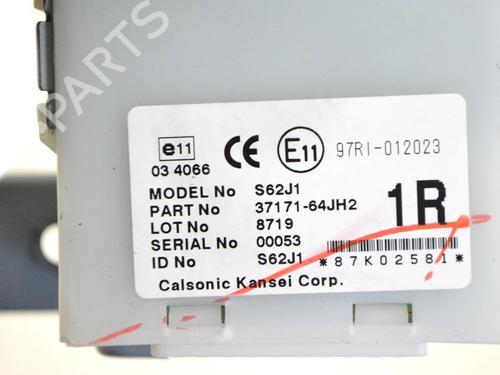 e11
03 4066
CE
E11
97RI-012023
MODEL No S62J1
PART No 37171-64JH2
LOT No 8719
SERIAL No 00053
ID No S62J1
1R
*87K02581*
Calsonic Kansei Corp.
B-PARTS